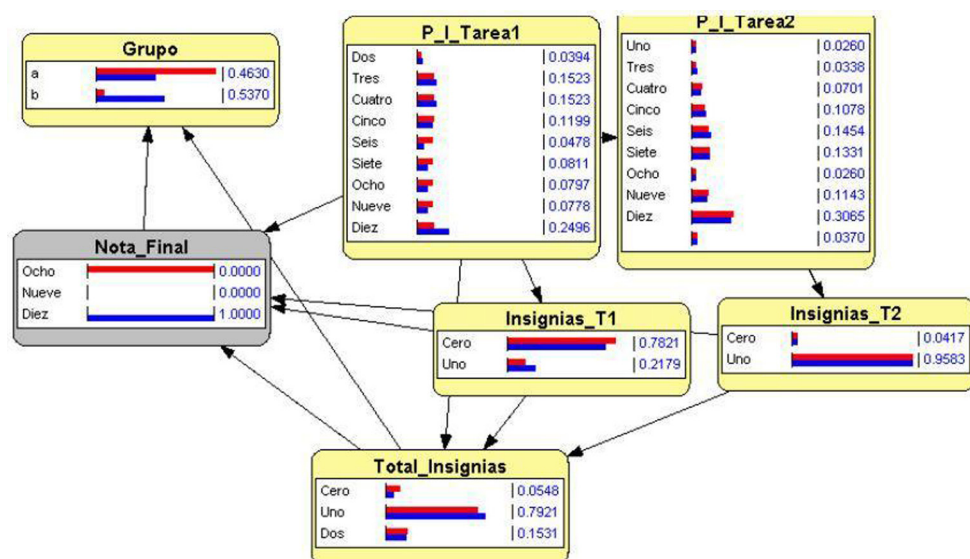 Grupo
a 0.4630
b 0.5370
P_I_Tarea1
Dos 0.0394
Tres 0.1523
Cuatro 0.1523
Cinco 0.1199
Seis 0.0478
Siete 0.0811
Ocho 0.0797
Nueve 0.0778
Diez 0.2496
P_I_Tarea2
Uno 0.0260
Tres 0.0338
Cuatro 0.0701
Cinco 0.1078
Seis 0.1454
Siete 0.1331
Ocho 0.0260
Nueve 0.1143
Diez 0.3065
0.0370
Nota_Final
Ocho 0.0000
Nueve 0.0000
Diez 1.0000
Insignias_T1
Cero 0.7821
Uno 0.2179
Insignias_T2
Cero 0.0417
Uno 0.9583
Total_Insignias
Cero 0.0548
Uno 0.7921
Dos 0.1531